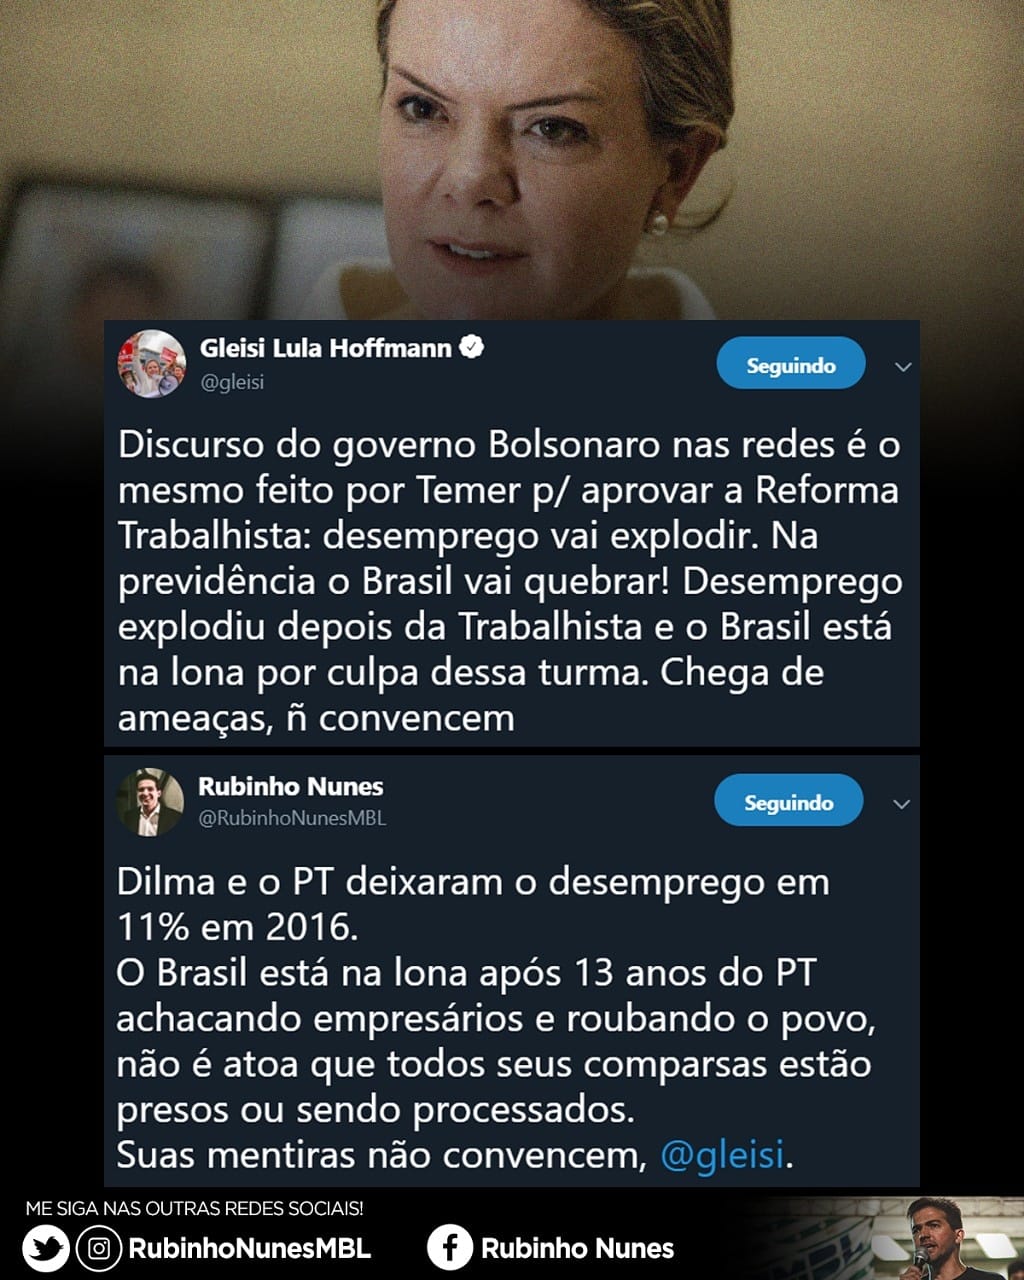 Gleisi Lula Hoffmann
@gleisi
Seguindo
Discurso do governo Bolsonaro nas redes é o
mesmo feito por Temer p/ aprovar a Reforma
Trabalhista: desemprego vai explodir. Na
previdência o Brasil vai quebrar! Desemprego
explodiu depois da Trabalhista e o Brasil está
na lona por culpa dessa turma. Chega de
ameaças, ñ convencem
Rubinho Nunes
@RubinhoNunesMBL
Seguindo
Dilma e o PT deixaram o desemprego em
11% em 2016.
O Brasil está na lona após 13 anos do PT
achacando empresários e roubando o povo,
não é atoa que todos seus comparsas estão
presos ou sendo processados.
Suas mentiras não convencem, @gleisi.
ME SIGA NAS OUTRAS REDES SOCIAIS!
RubinhoNunesMBL
Rubinho Nunes